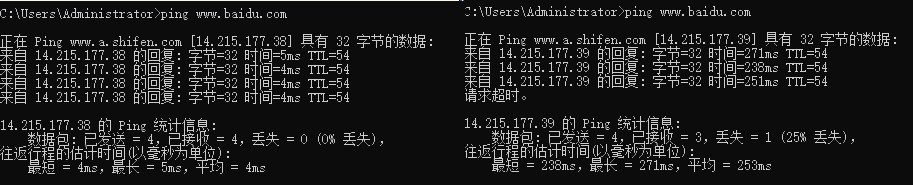 C:\Users\Administrator>ping www.baidu.com
正在 Ping www.a.shifen.com [14.215.177.38] 具有 32 字节的数据:
来自 14.215.177.38 的回复: 字节=32 时间=5ms TTL=54
来自 14.215.177.38 的回复: 字节=32 时间=4ms TTL=54
来自 14.215.177.38 的回复: 字节=32 时间=4ms TTL=54
来自 14.215.177.38 的回复: 字节=32 时间=4ms TTL=54
14.215.177.38 的 Ping 统计信息:
数据包: 已发送 = 4，已接收 = 4，丢失 = 0 (0% 丢失)，
往返行程的估计时间(以毫秒为单位):
最短 = 4ms，最长 = 5ms，平均 = 4ms
C:\Users\Administrator>ping www.baidu.com
正在 Ping www.a.shifen.com [14.215.177.39] 具有 32 字节的数据:
来自 14.215.177.39 的回复: 字节=32 时间=271ms TTL=54
来自 14.215.177.39 的回复: 字节=32 时间=238ms TTL=54
来自 14.215.177.39 的回复: 字节=32 时间=251ms TTL=54
请求超时。
14.215.177.39 的 Ping 统计信息:
数据包: 已发送 = 4，已接收 = 3，丢失 = 1 (25% 丢失)，
往返行程的估计时间(以毫秒为单位):
最短 = 238ms，最长 = 271ms，平均 = 253ms